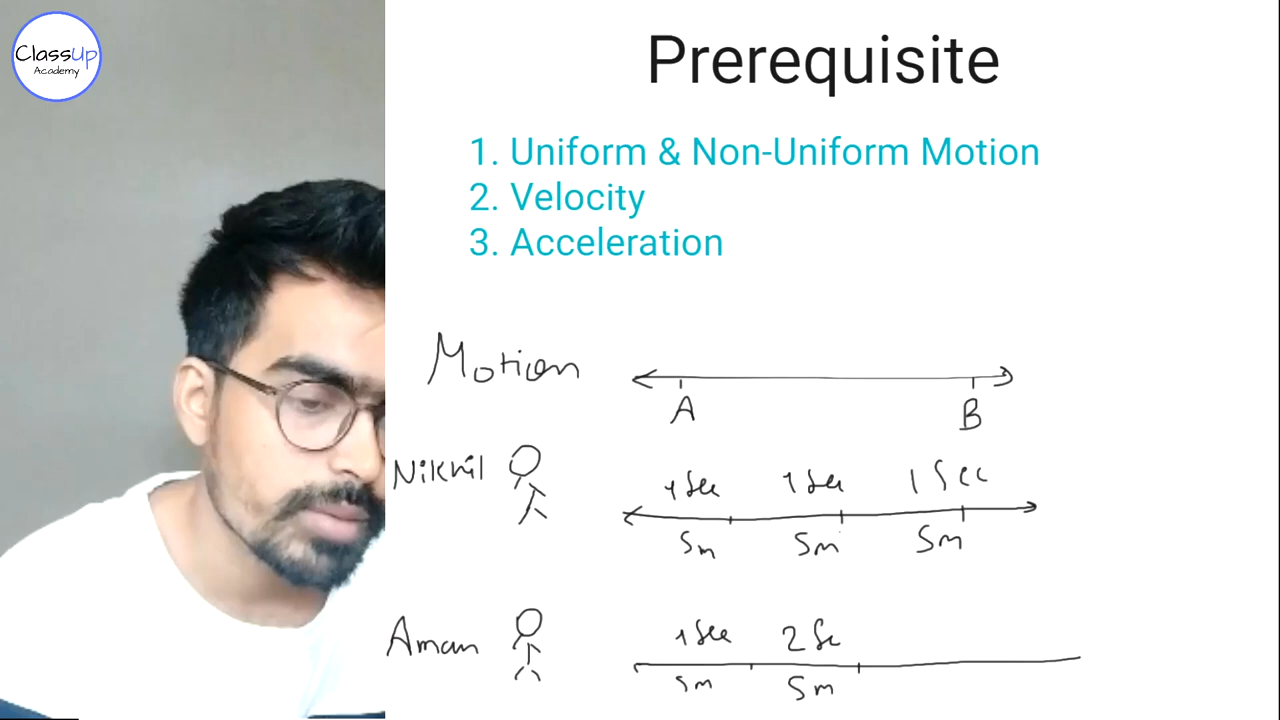 ClassUp
Academy
Prerequisite
1. Uniform & Non-Uniform Motion
2. Velocity
3. Acceleration
Motion
A B
Nikhil
1 Sec 1 Sec 1 Sec
5m 5m 5m
Aman
1 Sec 2 Sc
5m 5m